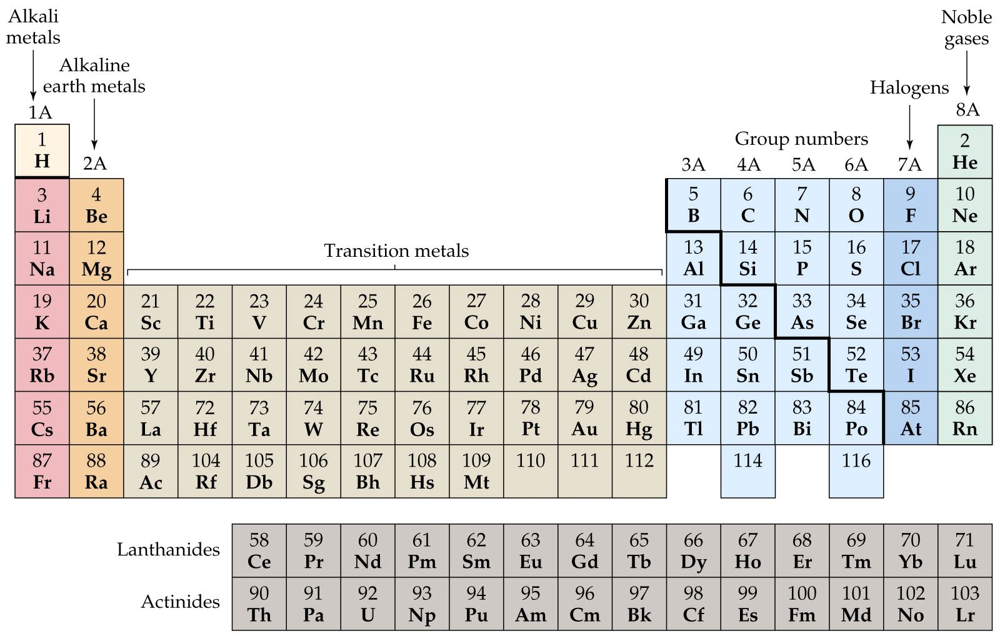 Alkali
metals
Noble
gases
Alkaline
earth metals
Halogens
1A
8A
Group numbers
2A
3A 4A 5A 6A 7A
1 2
H He
3 4 5 6 7 8 9 10
Li Be B C N O F Ne
Transition metals
11 12 13 14 15 16 17 18
Na Mg Al Si P S Cl Ar
19 20 21 22 23 24 25 26 27 28 29 30 31 32 33 34 35 36
K Ca Sc Ti V Cr Mn Fe Co Ni Cu Zn Ga Ge As Se Br Kr
37 38 39 40 41 42 43 44 45 46 47 48 49 50 51 52 53 54
Rb Sr Y Zr Nb Mo Tc Ru Rh Pd Ag Cd In Sn Sb Te I Xe
55 56 57 72 73 74 75 76 77 78 79 80 81 82 83 84 85 86
Cs Ba La Hf Ta W Re Os Ir Pt Au Hg Tl Pb Bi Po At Rn
87 88 89 104 105 106 107 108 109 110 111 112 114 116
Fr Ra Ac Rf Db Sg Bh Hs Mt
Lanthanides
58 59 60 61 62 63 64 65 66 67 68 69 70 71
Ce Pr Nd Pm Sm Eu Gd Tb Dy Ho Er Tm Yb Lu
Actinides
90 91 92 93 94 95 96 97 98 99 100 101 102 103
Th Pa U Np Pu Am Cm Bk Cf Es Fm Md No Lr